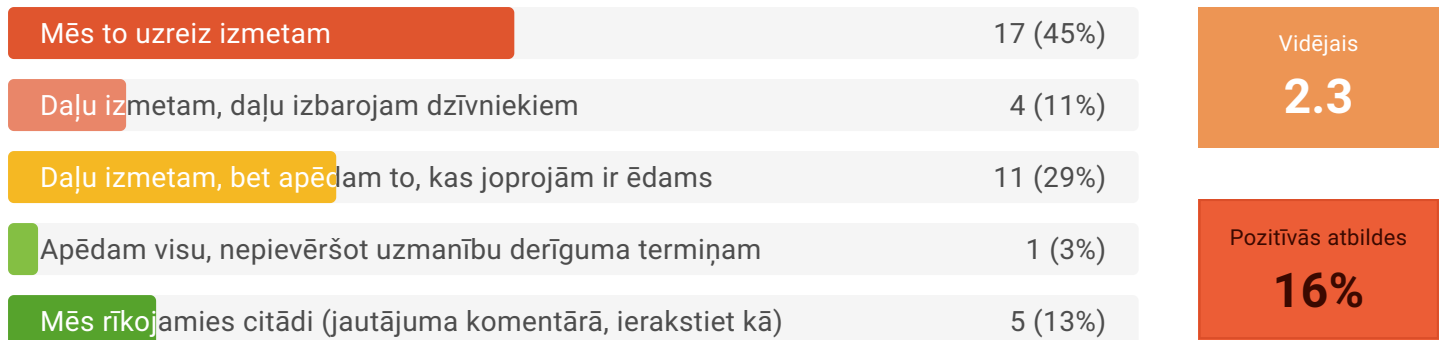 Mēs to uzreiz izmetam 17 (45%)
Daļu izmetam, daļu izbarojam dzīvniekiem 4 (11%)
Daļu izmetam, bet apēdam to, kas joprojām ir ēdams 11 (29%)
Apēdam visu, nepievēršot uzmanību derīguma termiņam 1 (3%)
Mēs rīkojamies citādi (jautājuma komentārā, ierakstiet kā) 5 (13%)
Vidējais
2.3
Pozitīvās atbildes
16%